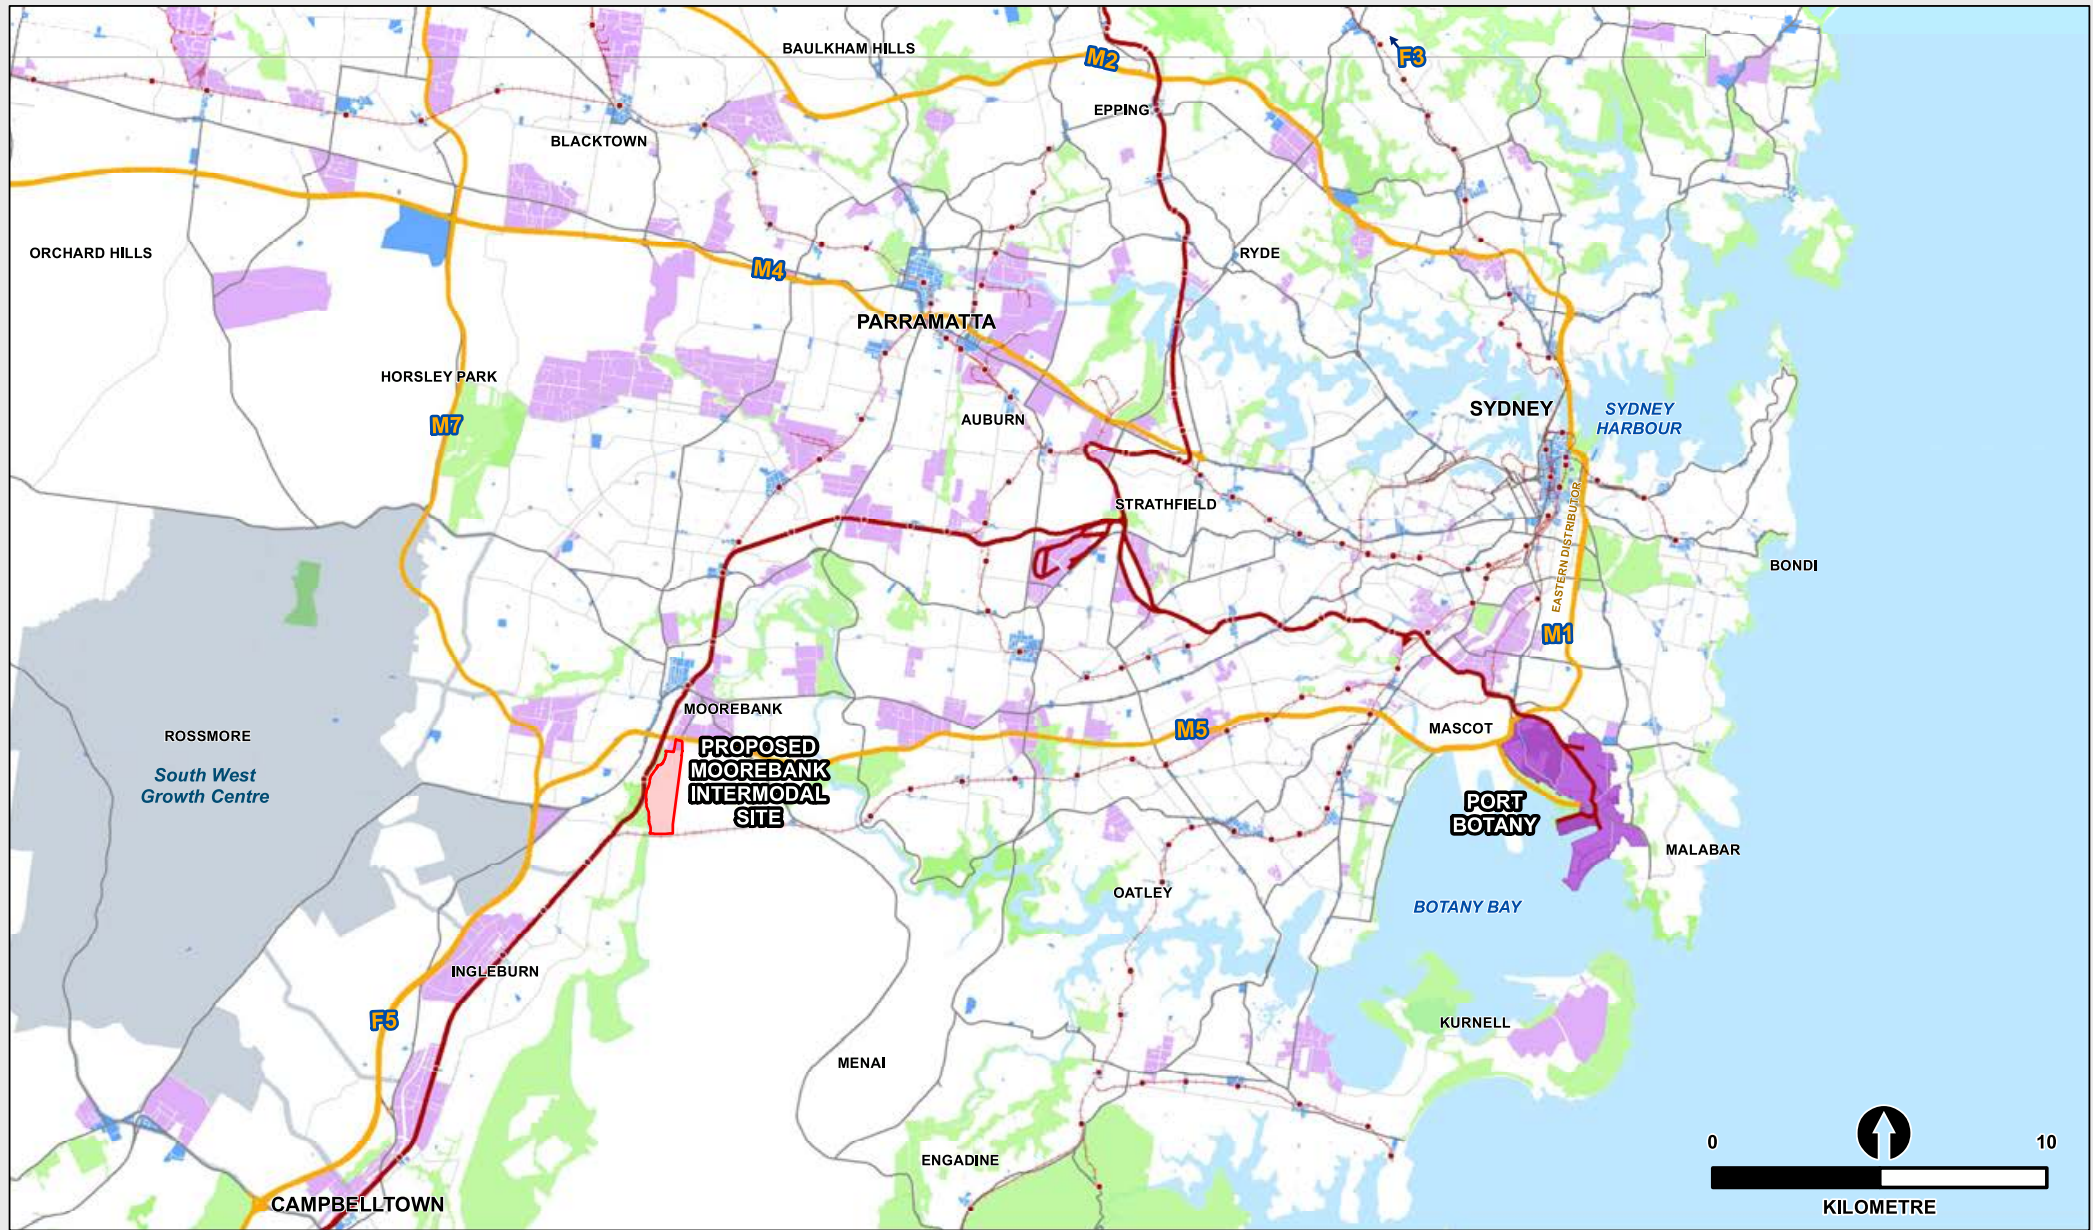 BAULKHAM HILLS
M2
F3
EPPING
BLACKTOWN
ORCHARD HILLS
RYDE
M4
PARRAMATTA
HORSLEY PARK
M7
AUBURN
SYDNEY
SYDNEY
HARBOUR
STRATHFIELD
EASTERN DISTRIBUTOR
BONDI
M1
MOOREBANK
ROSSMORE
South West
Growth Centre
PROPOSED
MOOREBANK
INTERMODAL
SITE
M5
MASCOT
PORT
BOTANY
MALABAR
OATLEY
BOTANY BAY
INGLEBURN
F5
KURNELL
MENAI
ENGADINE
CAMPBELLTOWN
0 10
KILOMETRE